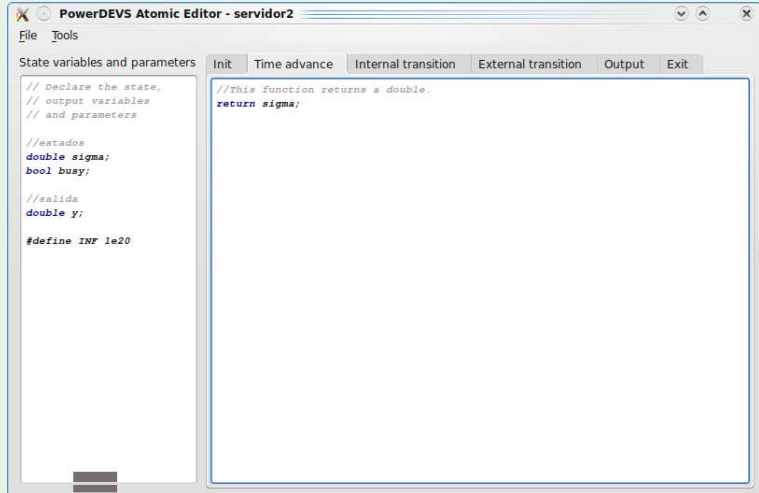 PowerDEVS Atomic Editor - servidor2
File Tools
State variables and parameters
Init Time advance Internal transition External transition Output Exit
// Declare the state,
// output variables
// and parameters
//estados
double sigma;
bool busy;
//salida
double y;
#define INF 1e20
//This function returns a double.
return sigma;